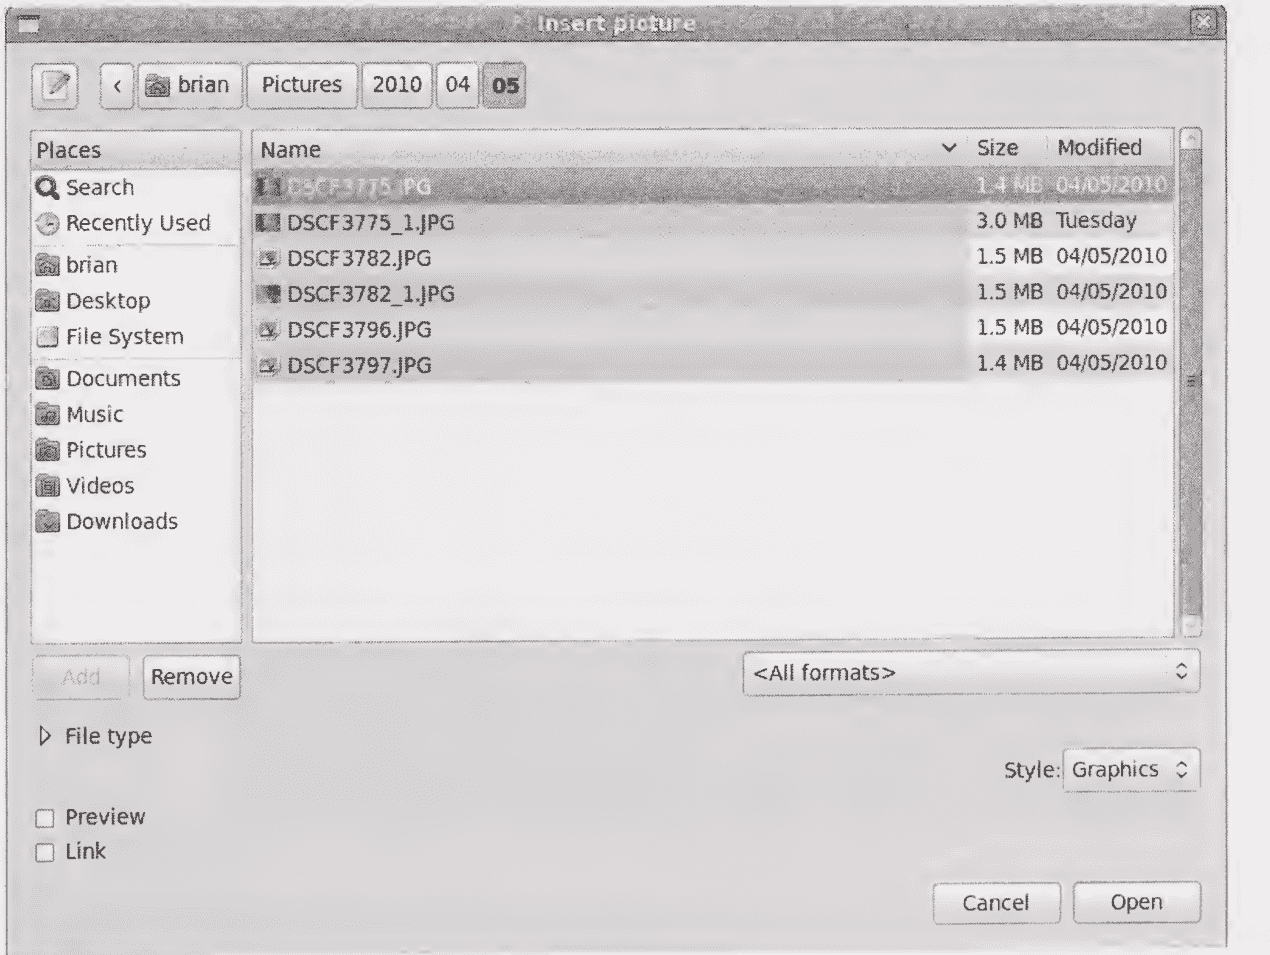 Insert picture
brian Pictures 2010 04 05
Places
Search
Recently Used
brian
Desktop
File System
Documents
Music
Pictures
Videos
Downloads
Name Size Modified
DSCF3775.JPG 1.4 MB 04/05/2010
DSCF3775_1.JPG 3.0 MB Tuesday
DSCF3782.JPG 1.5 MB 04/05/2010
DSCF3782_1.JPG 1.5 MB 04/05/2010
DSCF3796.JPG 1.5 MB 04/05/2010
DSCF3797.JPG 1.4 MB 04/05/2010
Add Remove
<All formats>
File type
Style: Graphics
Preview
Link
Cancel Open